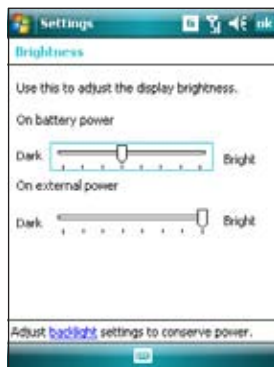 Settings ok
Brightness
Use this to adjust the display brightness.
On battery power
Dark Bright
On external power
Dark Bright
Adjust backlight settings to conserve power.